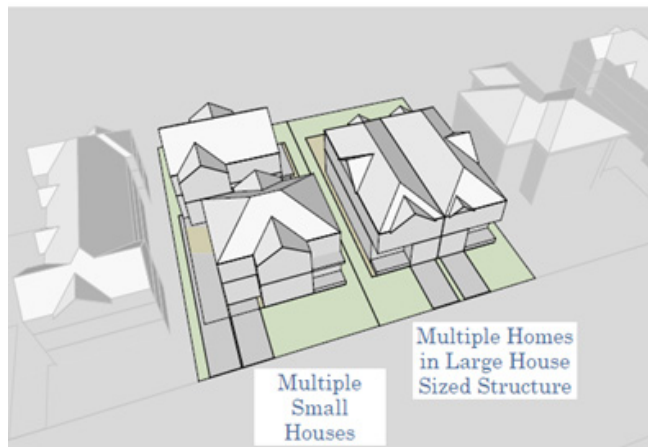 Multiple
Small
Houses
Multiple Homes
in Large House
Sized Structure